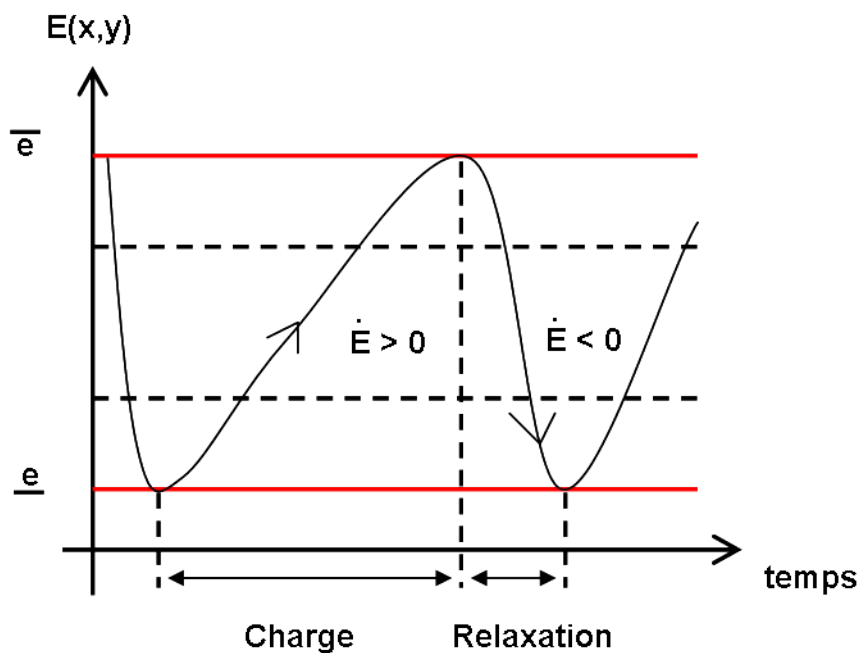 E(x,y)
e̅
Ė > 0
Ė < 0
e̲
temps
Charge
Relaxation